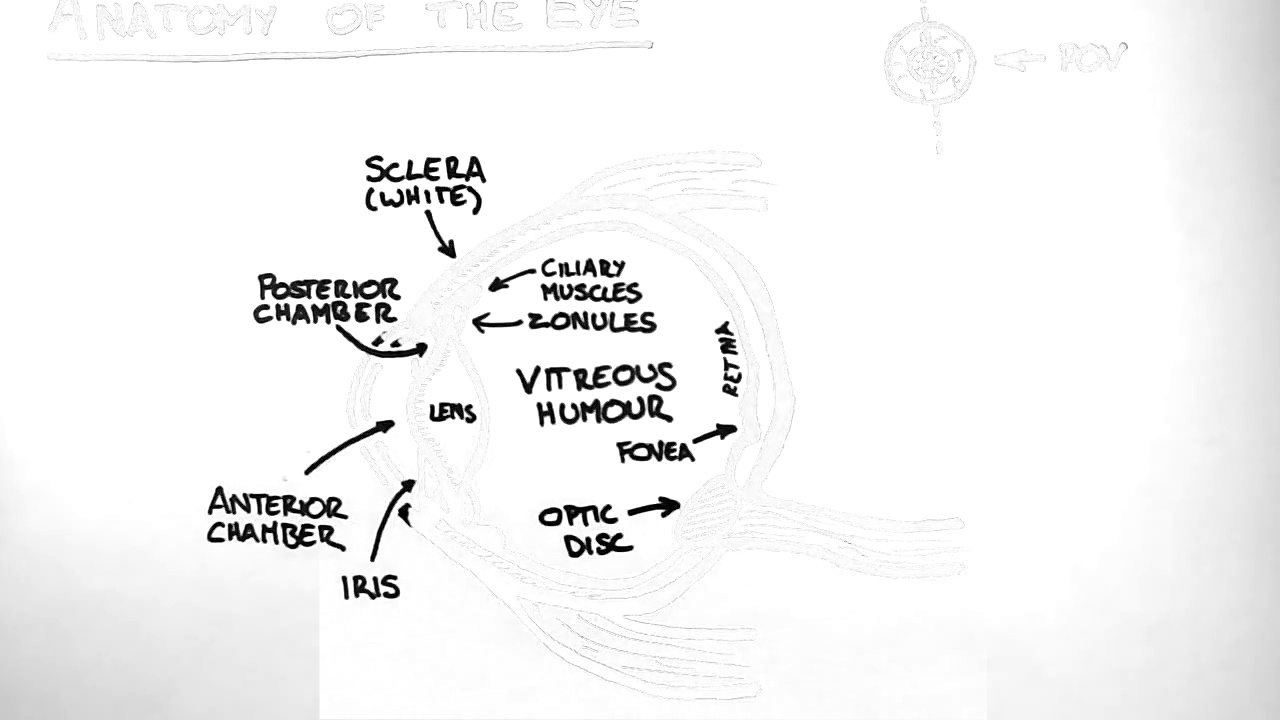 ANATOMY OF THE EYE
POV
SCLERA
(WHITE)
CILIARY
MUSCLES
POSTERIOR
CHAMBER
ZONULES
RETINA
VITREOUS
HUMOUR
LENS
FOVEA
ANTERIOR
CHAMBER
OPTIC
DISC
IRIS